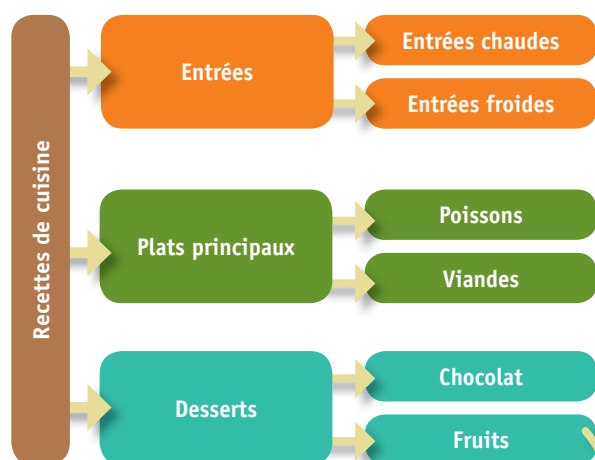 Recettes de cuisine
Entrées
Entrées chaudes
Entrées froides
Plats principaux
Poissons
Viandes
Desserts
Chocolat
Fruits